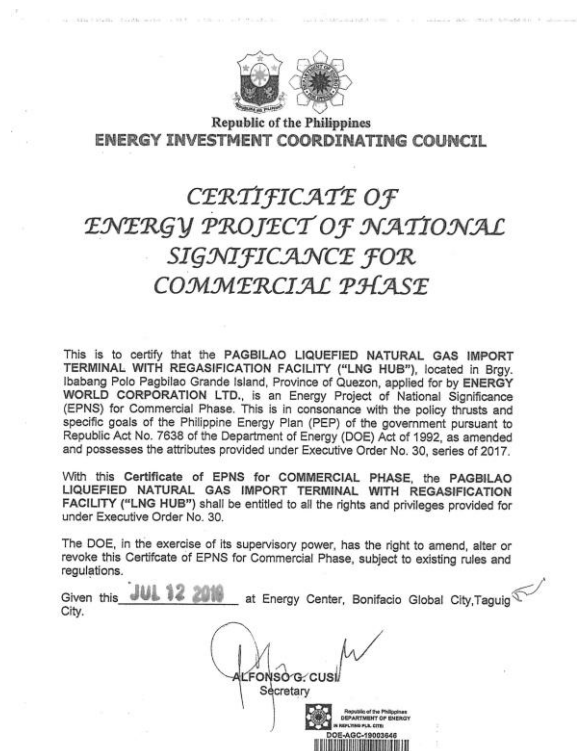 Republic of the Philippines
ENERGY INVESTMENT COORDINATING COUNCIL
CERTIFICATE OF
ENERGY PROJECT OF NATIONAL
SIGNIFICANCE FOR
COMMERCIAL PHASE
This is to certify that the PAGBILAO LIQUEFIED NATURAL GAS IMPORT
TERMINAL WITH REGASIFICATION FACILITY ("LNG HUB"), located in Brgy.
Ibabang Polo Pagbilao Grande Island, Province of Quezon, applied for by ENERGY
WORLD CORPORATION LTD., is an Energy Project of National Significance
(EPNS) for Commercial Phase. This is in consonance with the policy thrusts and
specific goals of the Philippine Energy Plan (PEP) of the government pursuant to
Republic Act No. 7638 of the Department of Energy (DOE) Act of 1992, as amended
and possesses the attributes provided under Executive Order No. 30, series of 2017.
With this Certificate of EPNS for COMMERCIAL PHASE, the PAGBILAO
LIQUEFIED NATURAL GAS IMPORT TERMINAL WITH REGASIFICATION
FACILITY ("LNG HUB") shall be entitled to all the rights and privileges provided for
under Executive Order No. 30.
The DOE, in the exercise of its supervisory power, has the right to amend, alter or
revoke this Certifcate of EPNS for Commercial Phase, subject to existing rules and
regulations.
Given this JUL 12 2019 at Energy Center, Bonifacio Global City,Taguig
City.
ALFONSO G. CUSI
Secretary
Republic of the Philippines
DEPARTMENT OF ENERGY
IN REPLYING PLS. CITE:
DOE-AGC-19003646